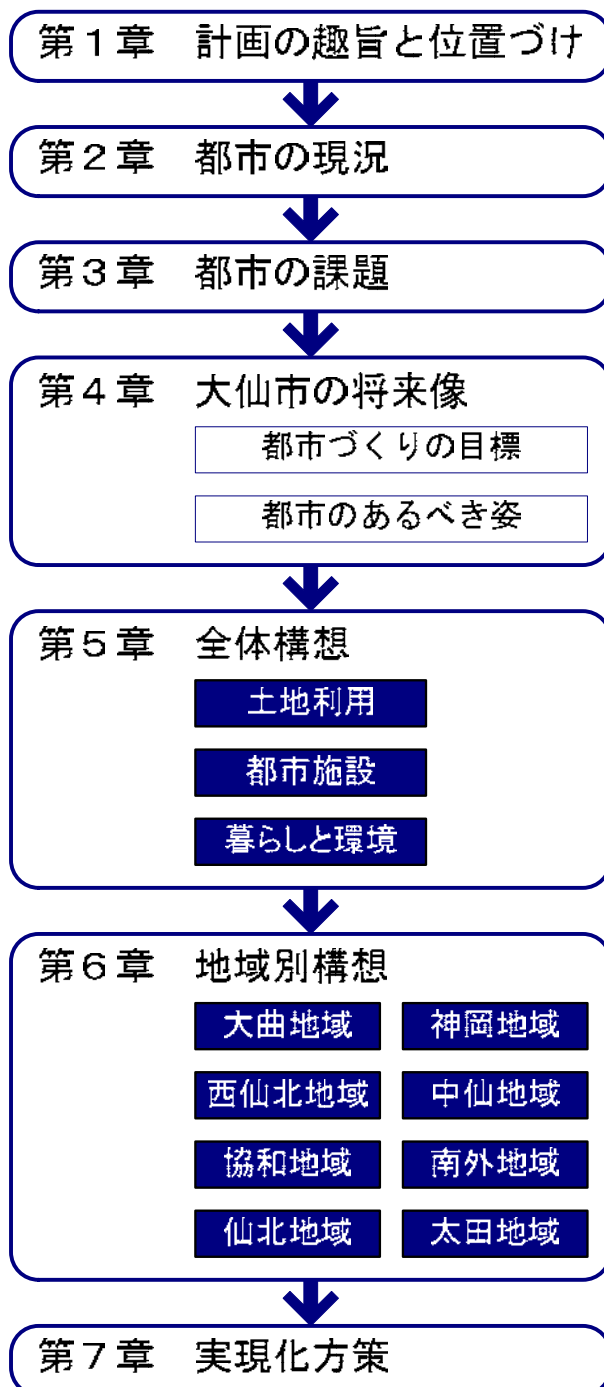 第１章　計画の趣旨と位置づけ
第２章　都市の現況
第３章　都市の課題
第４章　大仙市の将来像
都市づくりの目標
都市のあるべき姿
第５章　全体構想
土地利用
都市施設
暮らしと環境
第６章　地域別構想
大曲地域　神岡地域
西仙北地域　中仙地域
協和地域　南外地域
仙北地域　太田地域
第７章　実現化方策